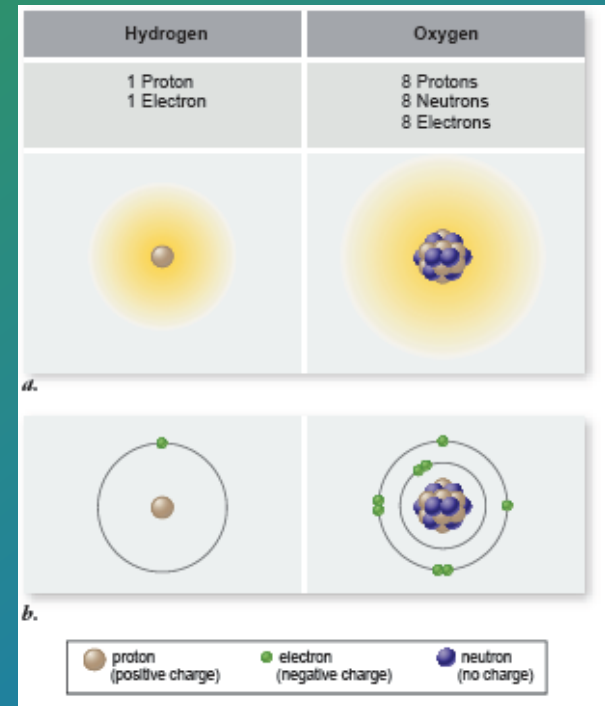 Hydrogen
Oxygen
1 Proton
1 Electron
8 Protons
8 Neutrons
8 Electrons
a.
b.
proton
(positive charge)
electron
(negative charge)
neutron
(no charge)